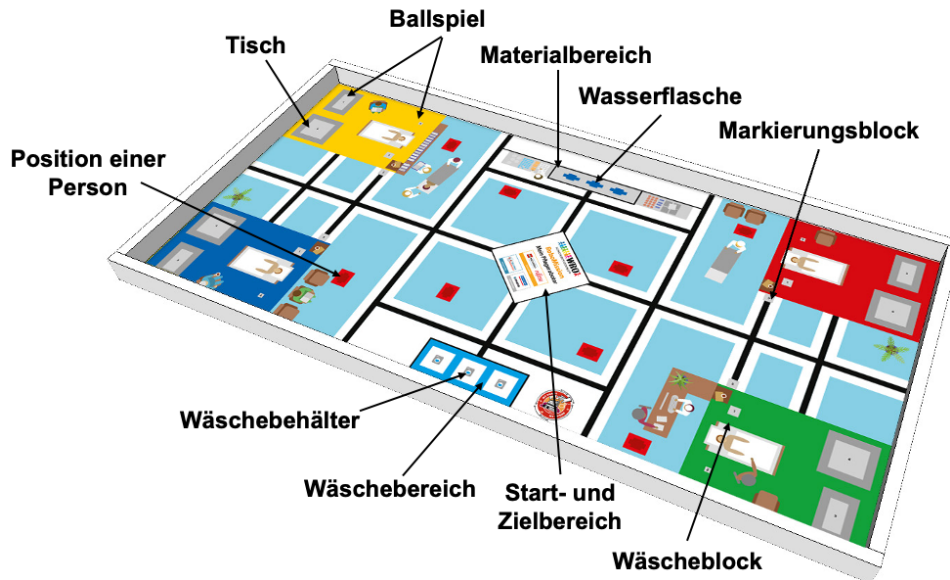 Ballspiel
Tisch
Materialbereich
Wasserflasche
Markierungsblock
Position einer
Person
Wäschebehälter
Wäschebereich
Start- und
Zielbereich
Wäscheblock